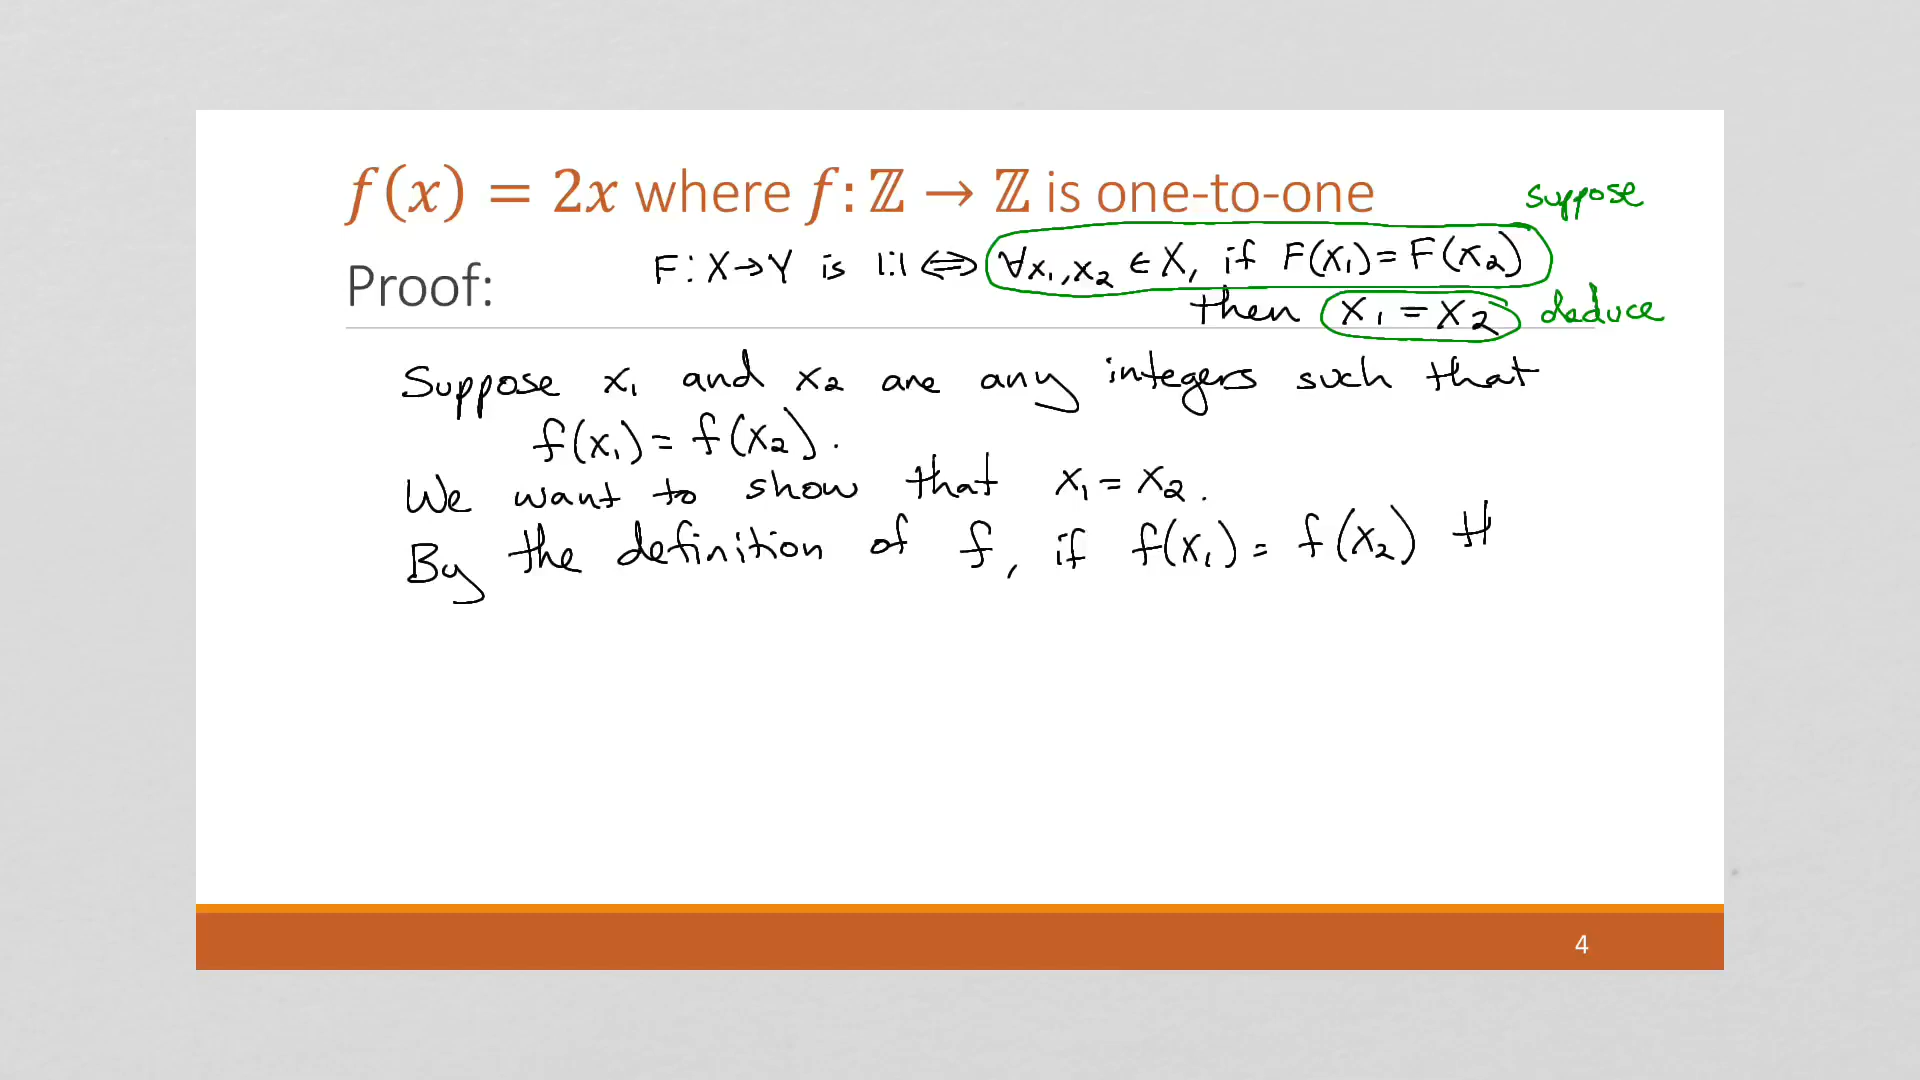 f(x) = 2x where f: ℤ → ℤ is one-to-one
suppose
F: X→Y is 1:1 ⇔ ∀x₁,x₂ ∈ X, if F(x₁) = F(x₂)
Proof:
then x₁ = x₂ deduce
Suppose x₁ and x₂ are any integers such that
f(x₁) = f(x₂).
We want to show that x₁ = x₂.
By the definition of f, if f(x₁) = f(x₂)
4